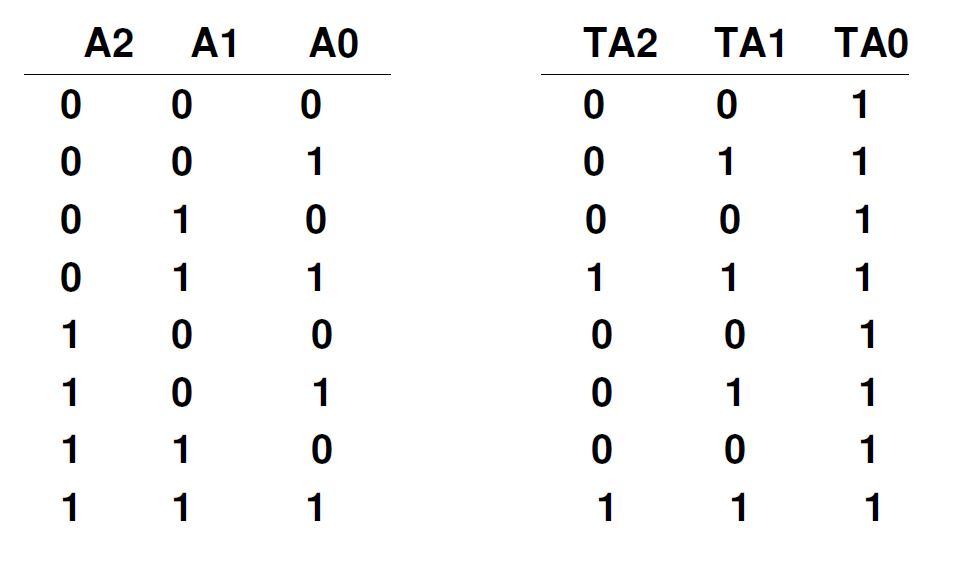 A2 A1 A0 TA2 TA1 TA0
0 0 0 0 0 1
0 0 1 0 1 1
0 1 0 0 0 1
0 1 1 1 1 1
1 0 0 0 0 1
1 0 1 0 1 1
1 1 0 0 0 1
1 1 1 1 1 1